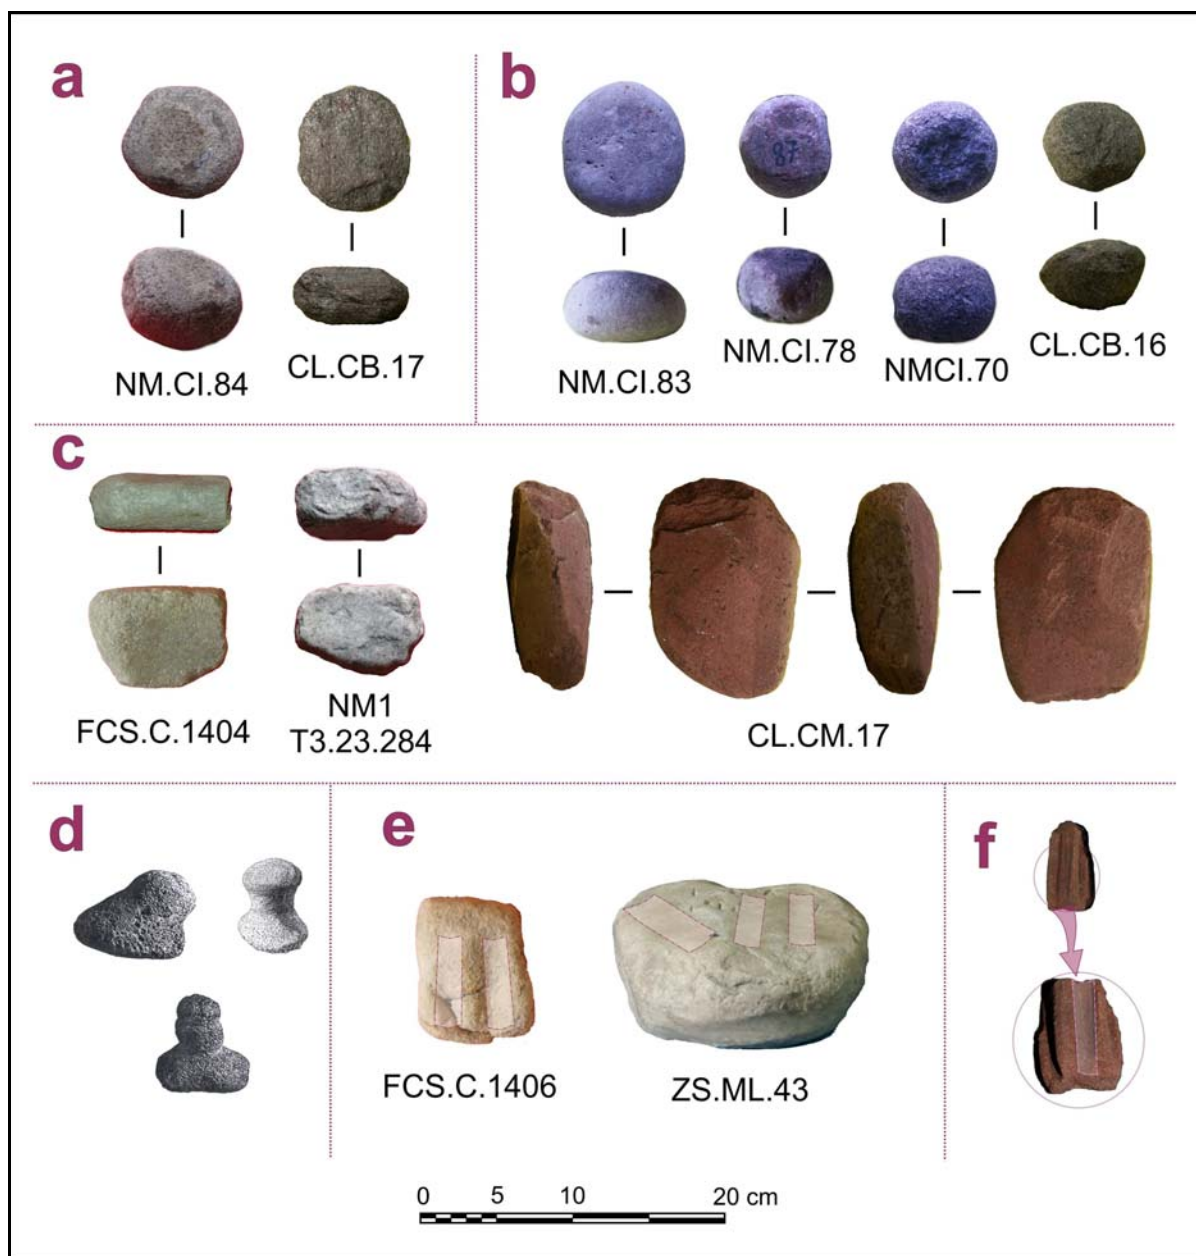 a
b
NM.CI.84
CL.CB.17
87
NM.CI.83
NM.CI.78
NMCI.70
CL.CB.16
c
FCS.C.1404
NM1
T3.23.284
CL.CM.17
d
e
f
FCS.C.1406
ZS.ML.43
0 5 10 20 cm